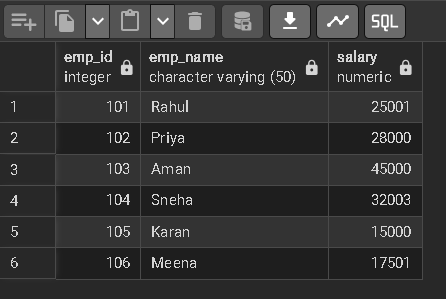 SQL
emp_id emp_name salary
integer character varying (50) numeric
1 101 Rahul 25001
2 102 Priya 28000
3 103 Aman 45000
4 104 Sneha 32003
5 105 Karan 15000
6 106 Meena 17501